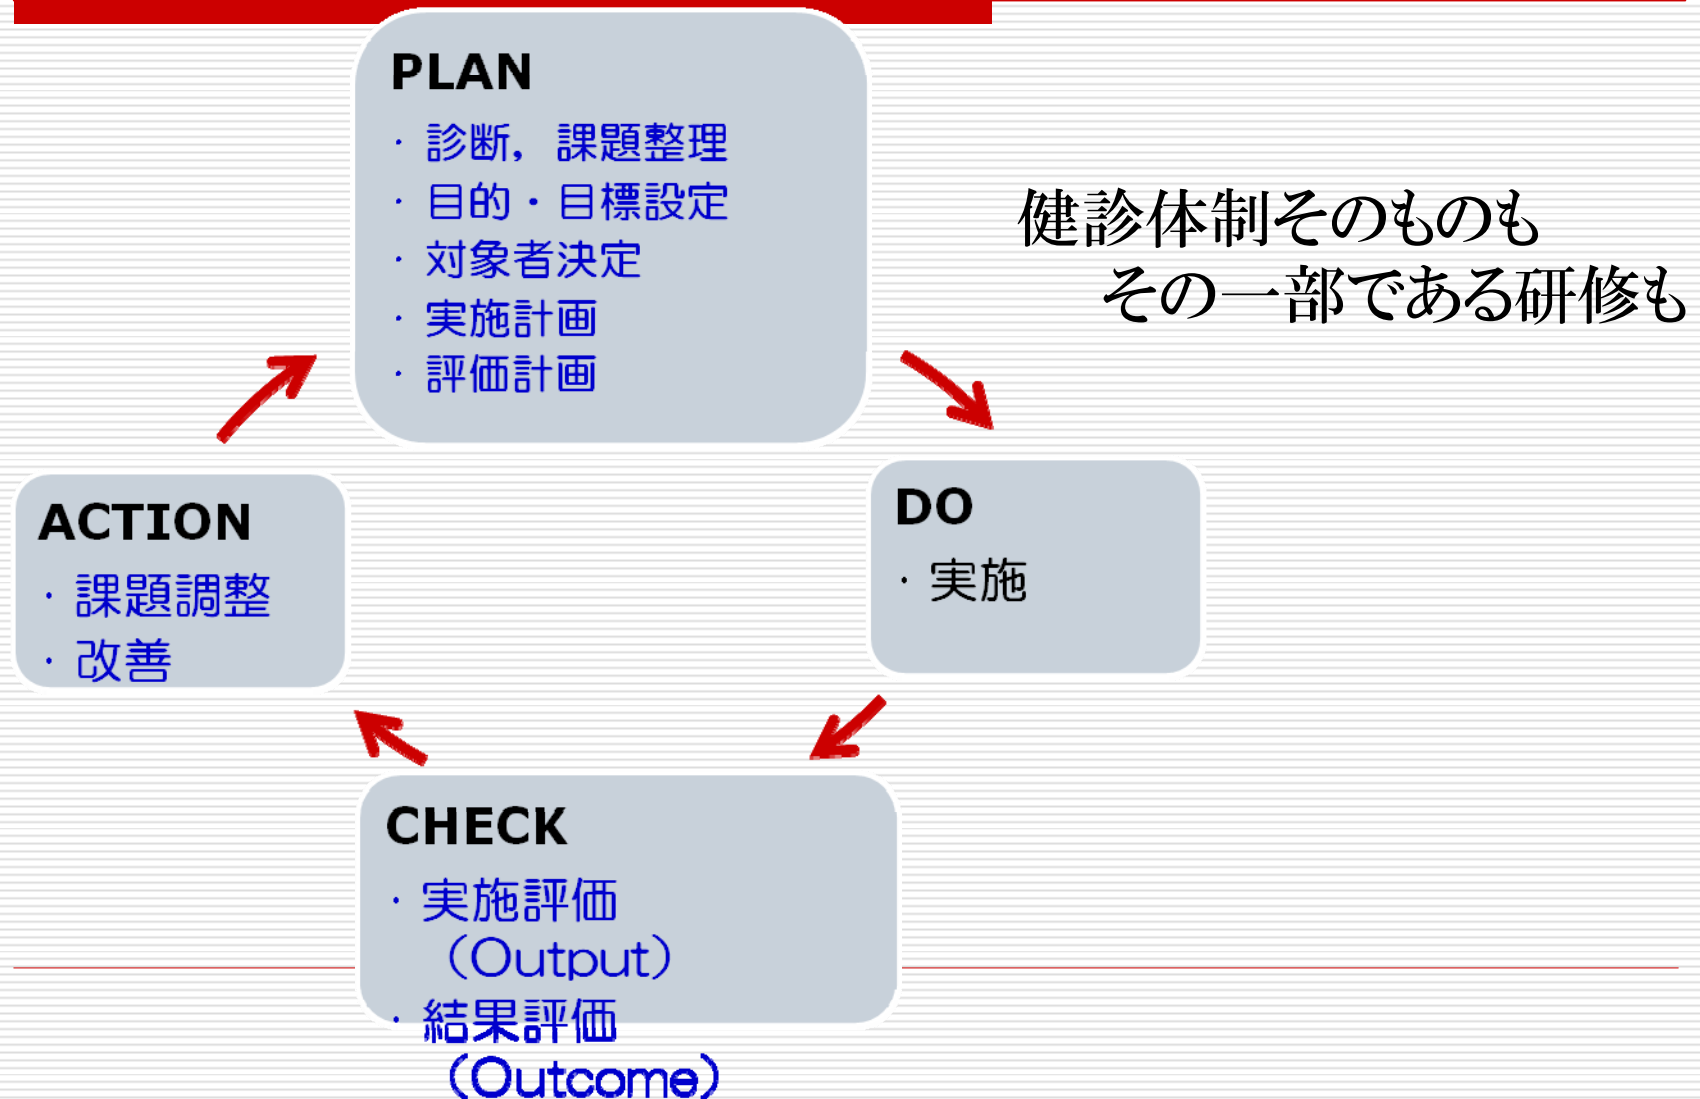 PLAN
・診断，課題整理
・目的・目標設定
・対象者決定
・実施計画
・評価計画
健診体制そのものも
その一部である研修も
DO
・実施
CHECK
・実施評価
（Output）
・結果評価
（Outcome）
ACTION
・課題調整
・改善